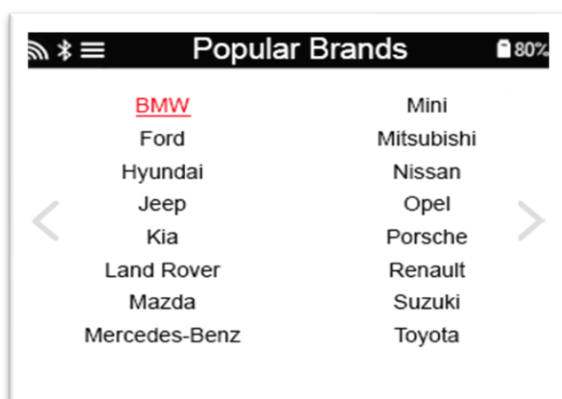 Popular Brands 80%
BMW Mini
Ford Mitsubishi
Hyundai Nissan
Jeep Opel
Kia Porsche
Land Rover Renault
Mazda Suzuki
Mercedes-Benz Toyota